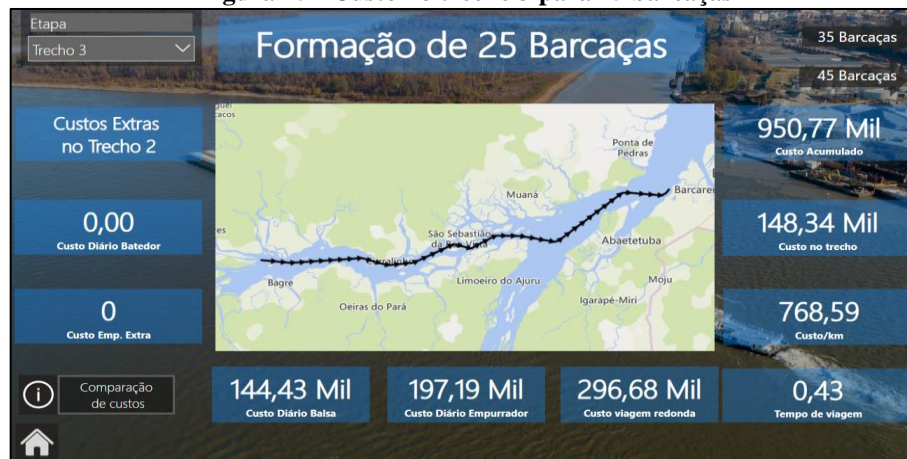 Etapa
Trecho 3
Formação de 25 Barcaças
35 Barcaças
45 Barcaças
Custos Extras
no Trecho 2
0,00
Custo Diário Batedor
0
Custo Emp. Extra
Comparação
de custos
Ponta de
Pedras
Muaná
Barcarer
São Sebastião
Abaetetuba
Bagre
Limoeiro do Ajuru
Moju
Oeiras do Pará
Igarapé-Miri
950,77 Mil
Custo Acumulado
148,34 Mil
Custo no trecho
768,59
Custo/km
144,43 Mil
Custo Diário Balsa
197,19 Mil
Custo Diário Empurrador
296,68 Mil
Custo viagem redonda
0,43
Tempo de viagem